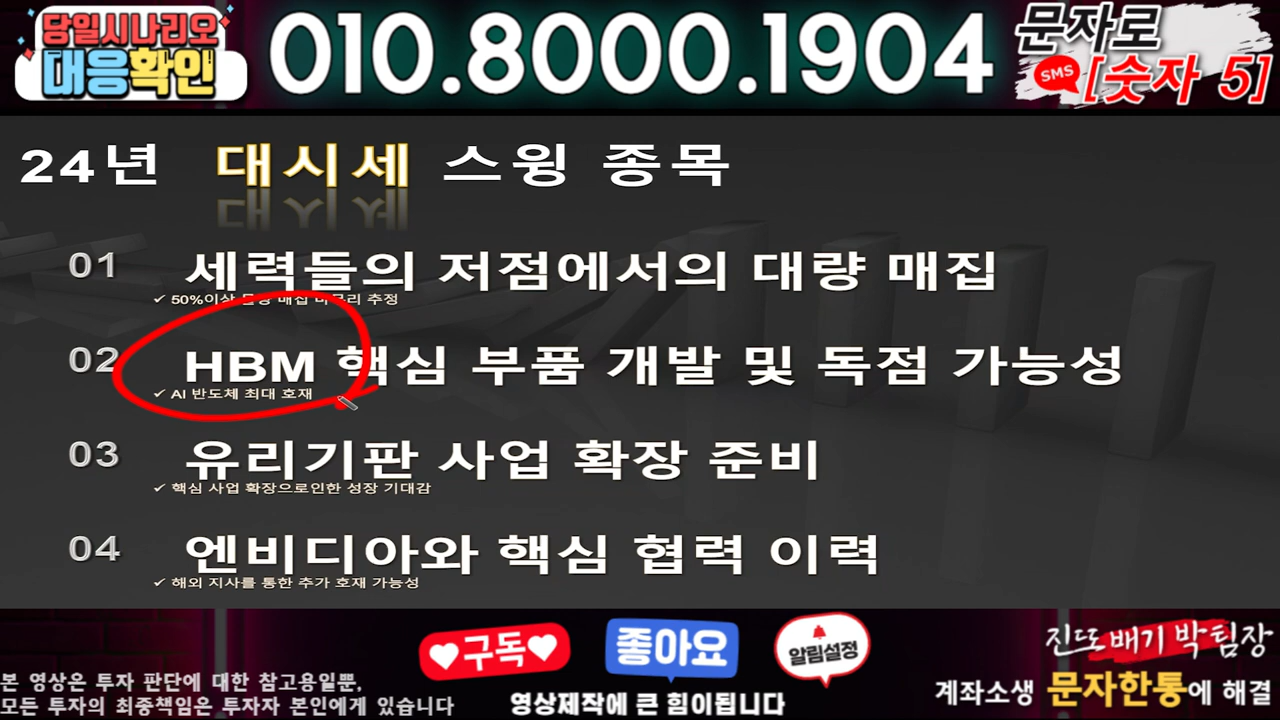 당일시나리오
대응확인
010.8000.1904
문자로
SMS
[숫자 5]
24년 대시세 스윙 종목
01 세력들의 저점에서의 대량 매집
✓ 50%이상 물량 매집 마무리 추정
02 HBM 핵심 부품 개발 및 독점 가능성
✓ AI 반도체 최대 호재
03 유리기판 사업 확장 준비
✓ 핵심 사업 확장으로인한 성장 기대감
04 엔비디아와 핵심 협력 이력
✓ 해외 지사를 통한 추가 호재 가능성
구독
좋아요
알림설정
영상제작에 큰 힘이됩니다
본 영상은 투자 판단에 대한 참고용일뿐,
모든 투자의 최종책임은 투자자 본인에게 있습니다
진또배기 박팀장
계좌소생 문자한통에 해결